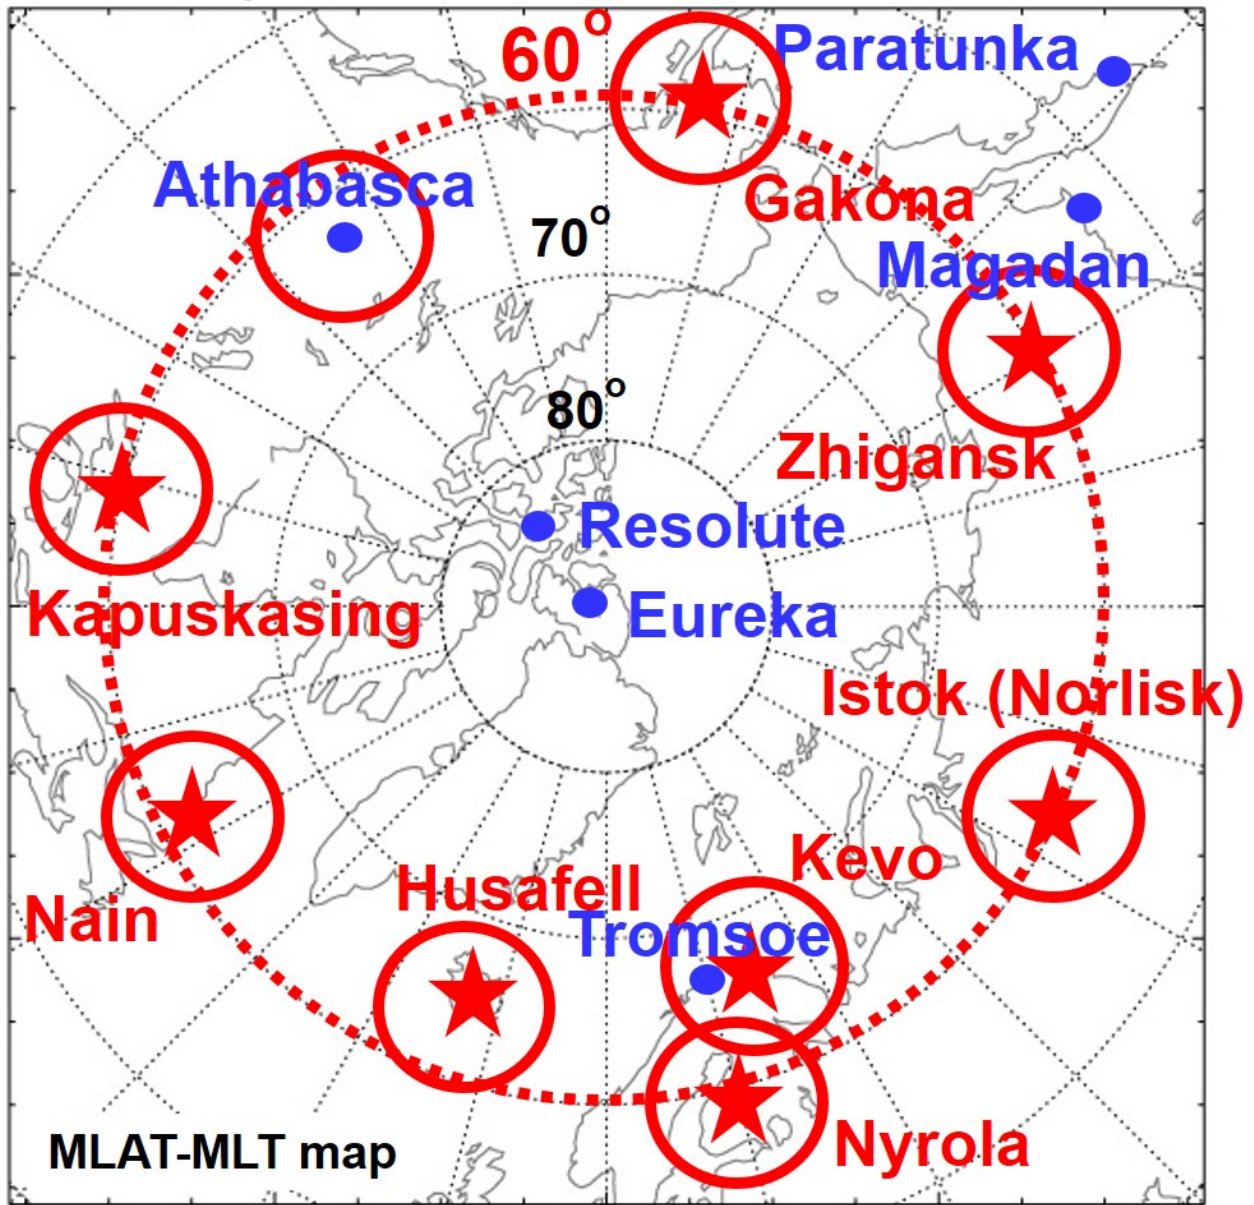 60°
Paratunka
Athabasca
Gakona
70°
Magadan
80°
Zhigansk
Resolute
Kapuskasing
Eureka
Istok (Norlisk)
Kevo
Husafell
Nain
Tromsoe
MLAT-MLT map
Nyrola